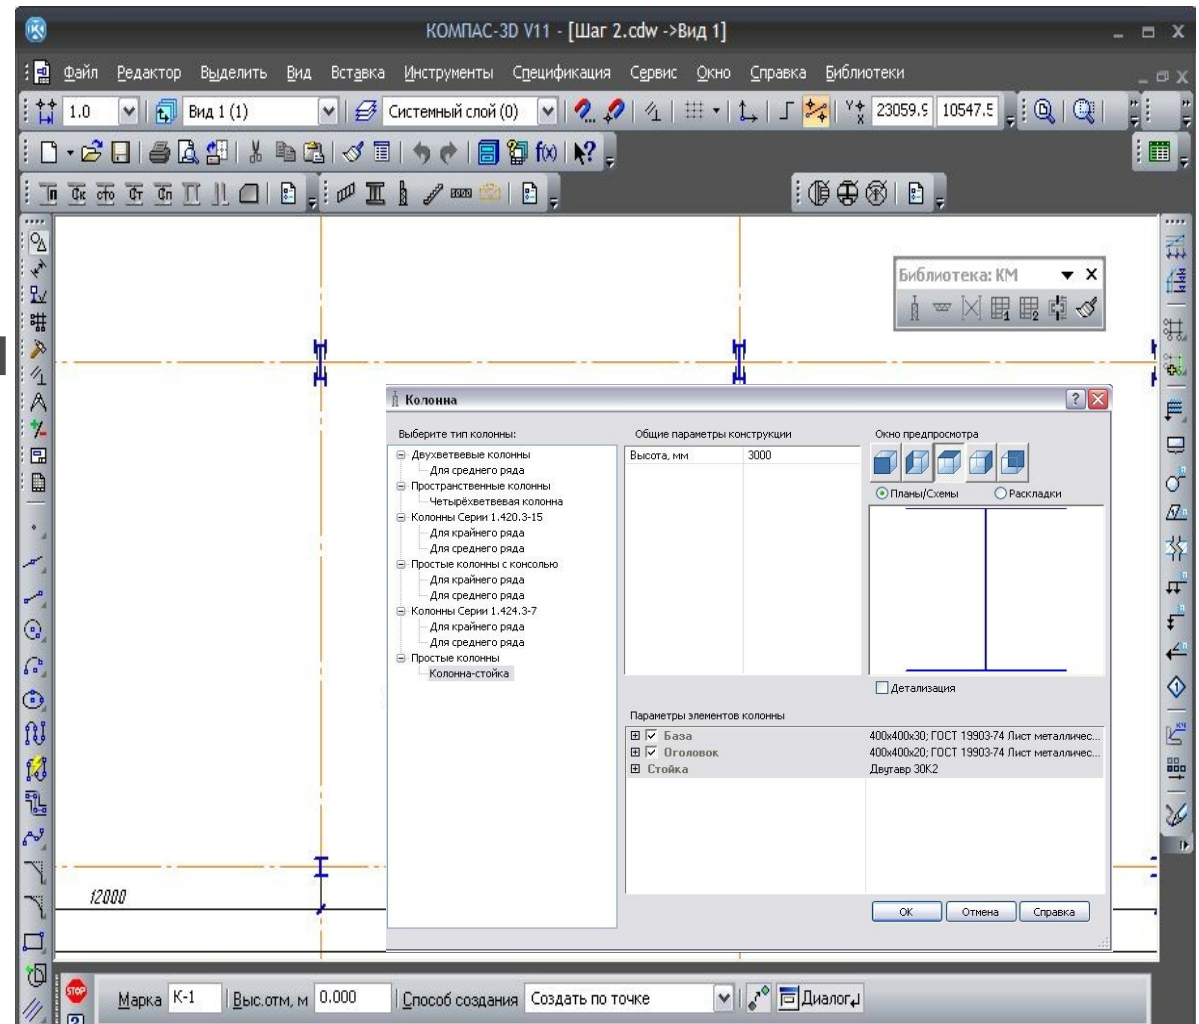 КОМПАС-3D V11 - [Шаг 2.cdw ->Вид 1]
Файл Редактор Выделить Вид Вставка Инструменты Спецификация Сервис Окно Справка Библиотеки
1.0 Вид 1 (1) Системный слой (0) 23059.9 10547.5
f(x)
Библиотека: КМ
Колонна
Выберите тип колонны:
Двухветвевые колонны
Для среднего ряда
Пространственные колонны
Четырёхветвевая колонна
Колонны Серии 1.420.3-15
Для крайнего ряда
Для среднего ряда
Простые колонны с консолью
Для крайнего ряда
Для среднего ряда
Колонны Серии 1.424.3-7
Для крайнего ряда
Для среднего ряда
Простые колонны
Колонна-стойка
Общие параметры конструкции
Высота, мм 3000
Окно предпросмотра
Планы/Схемы Раскладки
Детализация
Параметры элементов колонны
База 400x400x30; ГОСТ 19903-74 Лист металличес...
Оголовок 400x400x20; ГОСТ 19903-74 Лист металличес...
Стойка Двутавр 30К2
ОК Отмена Справка
12000
STOP
Марка К-1 Выс.отм, м 0.000 Способ создания Создать по точке Диалог